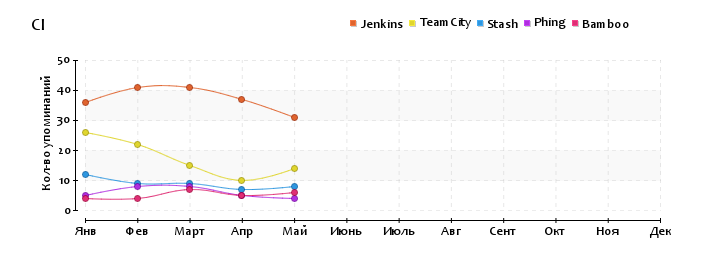 CI
Jenkins Team City Stash Phing Bamboo
Кол-во упоминаний
50
40
30
20
10
0
Янв Фев Март Апр Май Июнь Июль Авг Сент Окт Ноя Дек